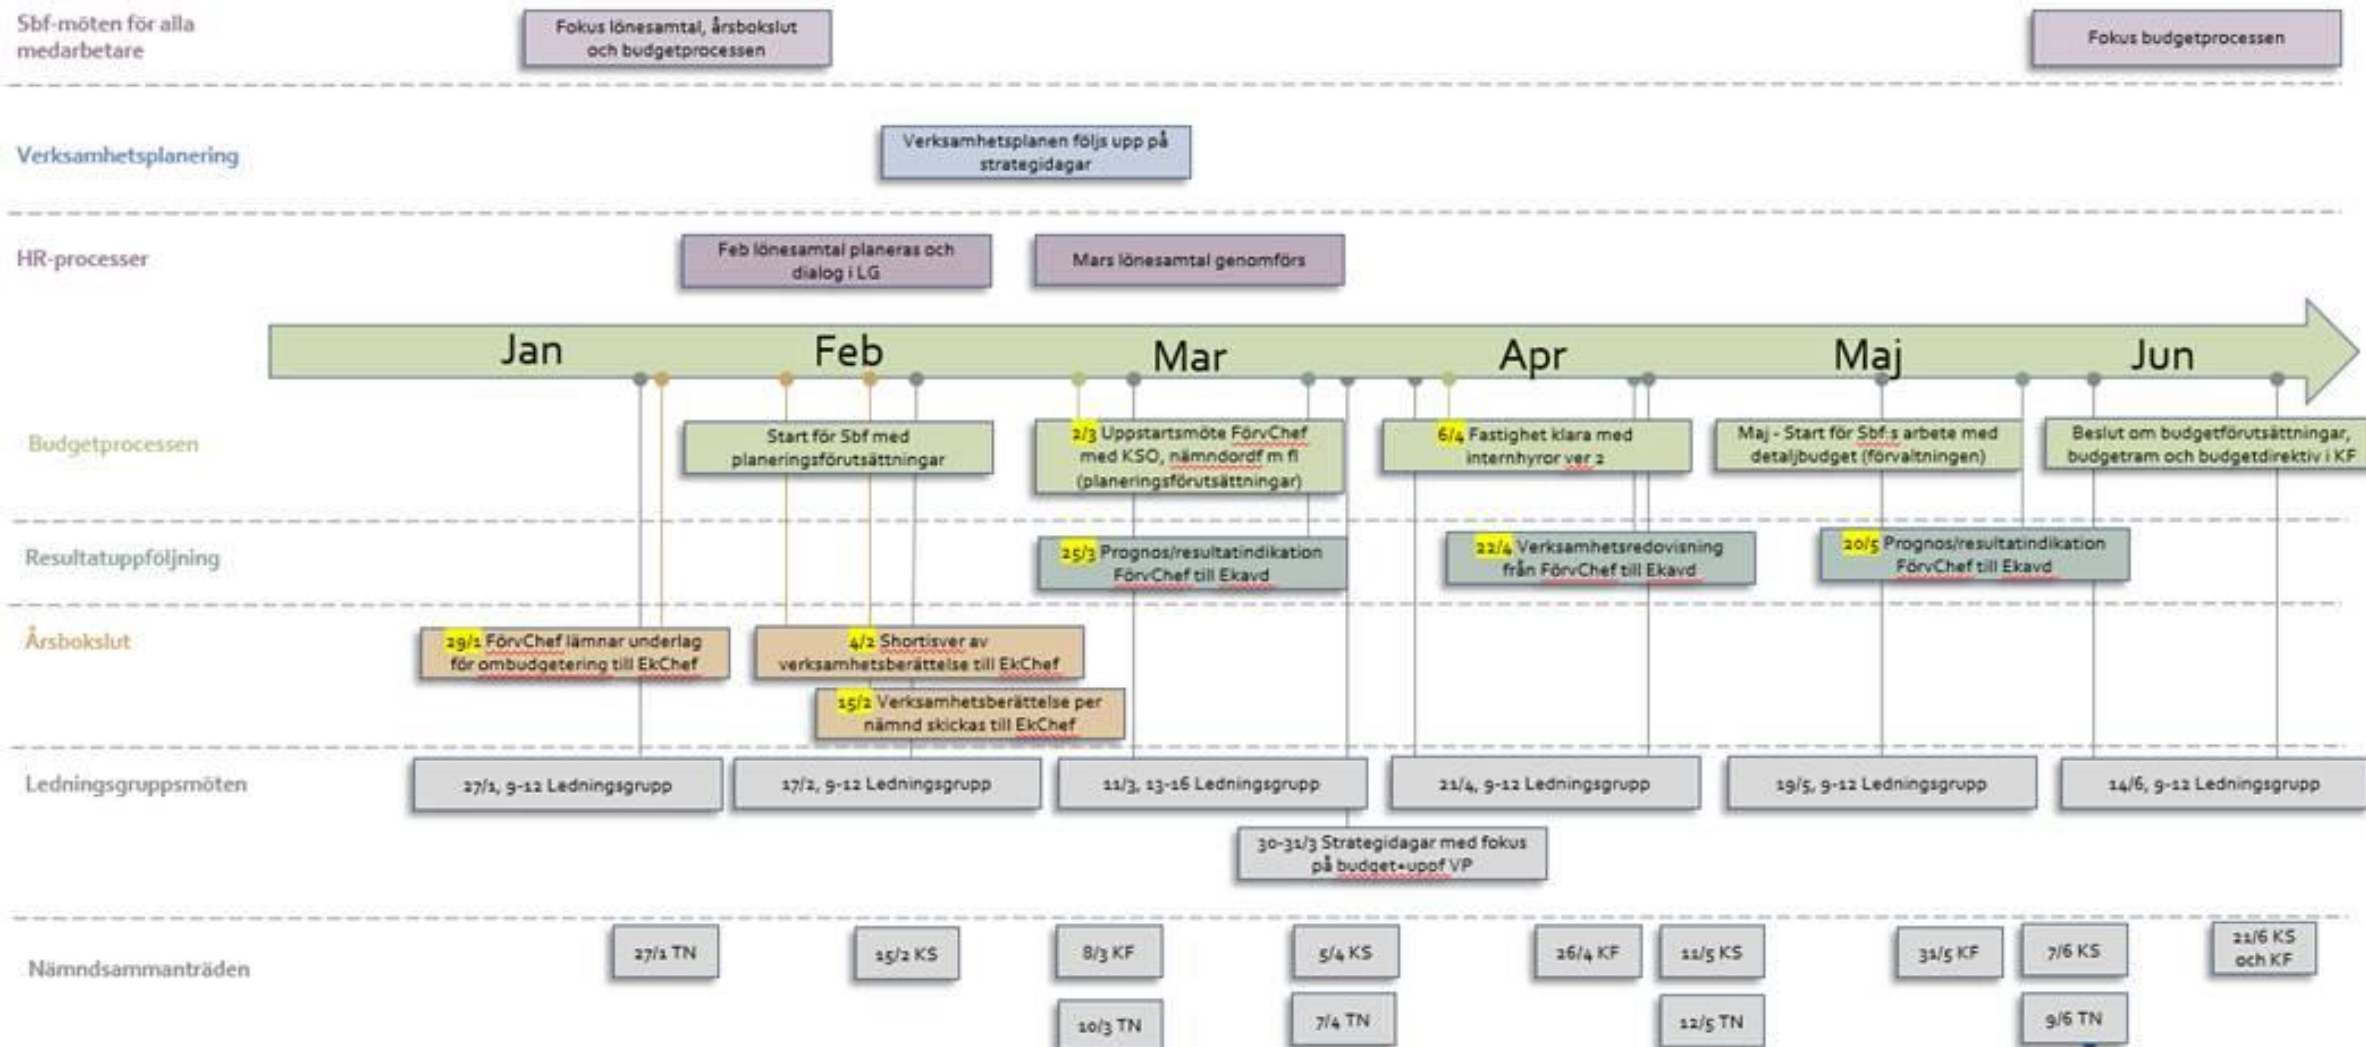 Sbf-möten för alla
medarbetare
Fokus lönesamtal, årsbokslut
och budgetprocessen
Fokus budgetprocessen
Verksamhetsplanering
Verksamhetsplanen följs upp på
strategidagar
HR-processer
Feb lönesamtal planeras och
dialog i LG
Mars lönesamtal genomförs
Jan
Feb
Mar
Apr
Maj
Jun
Budgetprocessen
Start för Sbf med
planeringsförutsättningar
2/3 Uppstartsmöte FörvChef
med KSO, nämndordf m fl
(planeringsförutsättningar)
6/4 Fastighet klara med
internhyror ver 2
Maj - Start för Sbf:s arbete med
detaljbudget (förvaltningen)
Beslut om budgetförutsättningar,
budgetram och budgetdirektiv i KF
Resultatuppföljning
25/3 Prognos/resultatindikation
FörvChef till Ekavd
22/4 Verksamhetsredovisning
från FörvChef till Ekavd
20/5 Prognos/resultatindikation
FörvChef till Ekavd
Årsbokslut
29/1 FörvChef lämnar underlag
för ombudgetering till EkChef
4/2 Shortisver av
verksamhetsberättelse till EkChef
15/2 Verksamhetsberättelse per
nämnd skickas till EkChef
Ledningsgruppsmöten
27/1, 9-12 Ledningsgrupp
17/2, 9-12 Ledningsgrupp
11/3, 13-16 Ledningsgrupp
21/4, 9-12 Ledningsgrupp
19/5, 9-12 Ledningsgrupp
14/6, 9-12 Ledningsgrupp
30-31/3 Strategidagar med fokus
på budget+uppf VP
Nämndsammanträden
27/1 TN
15/2 KS
8/3 KF
5/4 KS
26/4 KF
11/5 KS
31/5 KF
7/6 KS
21/6 KS
och KF
10/3 TN
7/4 TN
12/5 TN
9/6 TN